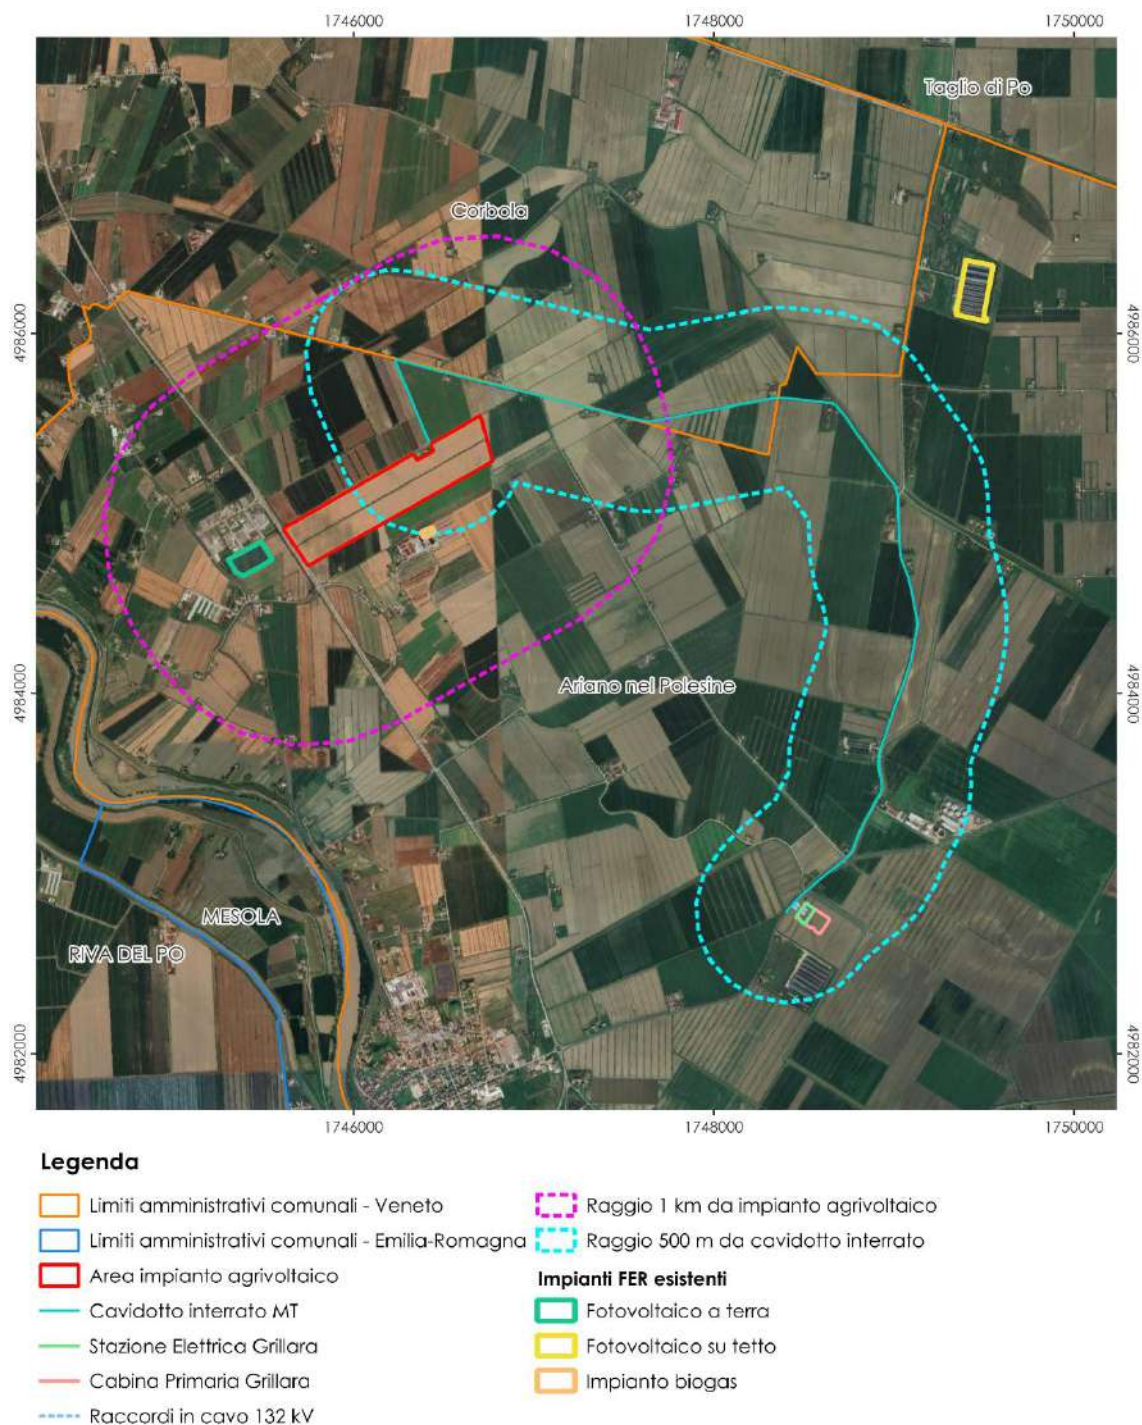 1746000 1748000 1750000
Taglio di Po
Corbola
4986000 4986000
Ariano nel Polesine
4984000 4984000
MESOLA
RIVA DEL PO
4982000 4982000
1746000 1748000 1750000
Legenda
Limiti amministrativi comunali - Veneto
Limiti amministrativi comunali - Emilia-Romagna
Area impianto agrivoltaico
Cavidotto interrato MT
Stazione Elettrica Grillara
Cabina Primaria Grillara
Raccordi in cavo 132 kV
Raggio 1 km da impianto agrivoltaico
Raggio 500 m da cavidotto interrato
Impianti FER esistenti
Fotovoltaico a terra
Fotovoltaico su tetto
Impianto biogas